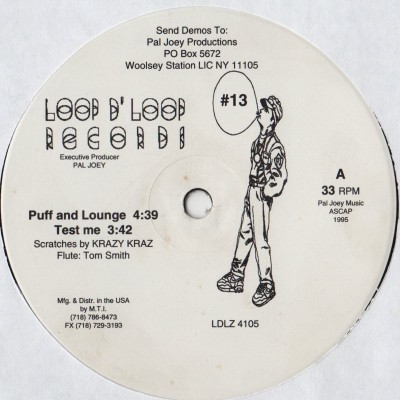 Send Demos To:
Pal Joey Productions
PO Box 5672
Woolsey Station LIC NY 11105
LOOP D' LOOP
RECORDS
Executive Producer
PAL JOEY
#13
A
33 RPM
Pal Joey Music
ASCAP
1995
Puff and Lounge 4:39
Test me 3:42
Scratches by KRAZY KRAZ
Flute: Tom Smith
Mfg. & Distr. in the USA
by M.T.I.
(718) 786-8473
FX (718) 729-3193
LDLZ 4105